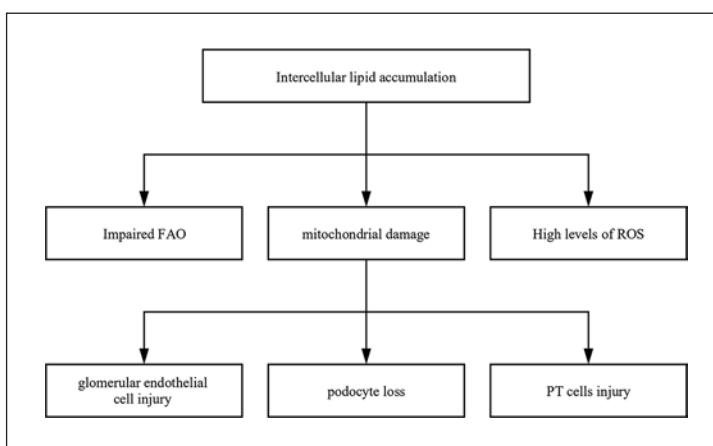 Intercellular lipid accumulation
Impaired FAO
mitochondrial damage
High levels of ROS
glomerular endothelial
cell injury
podocyte loss
PT cells injury